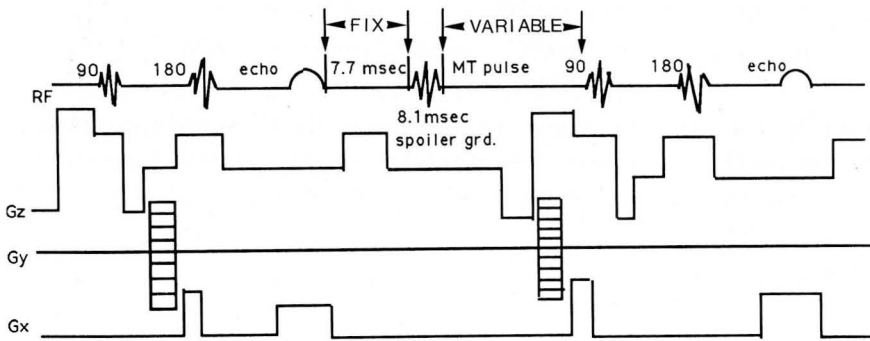 FIX VARIABLE
90 180 echo 7.7 msec MT pulse 90 180 echo
RF
8.1msec
spoiler grd.
Gz
Gy
Gx